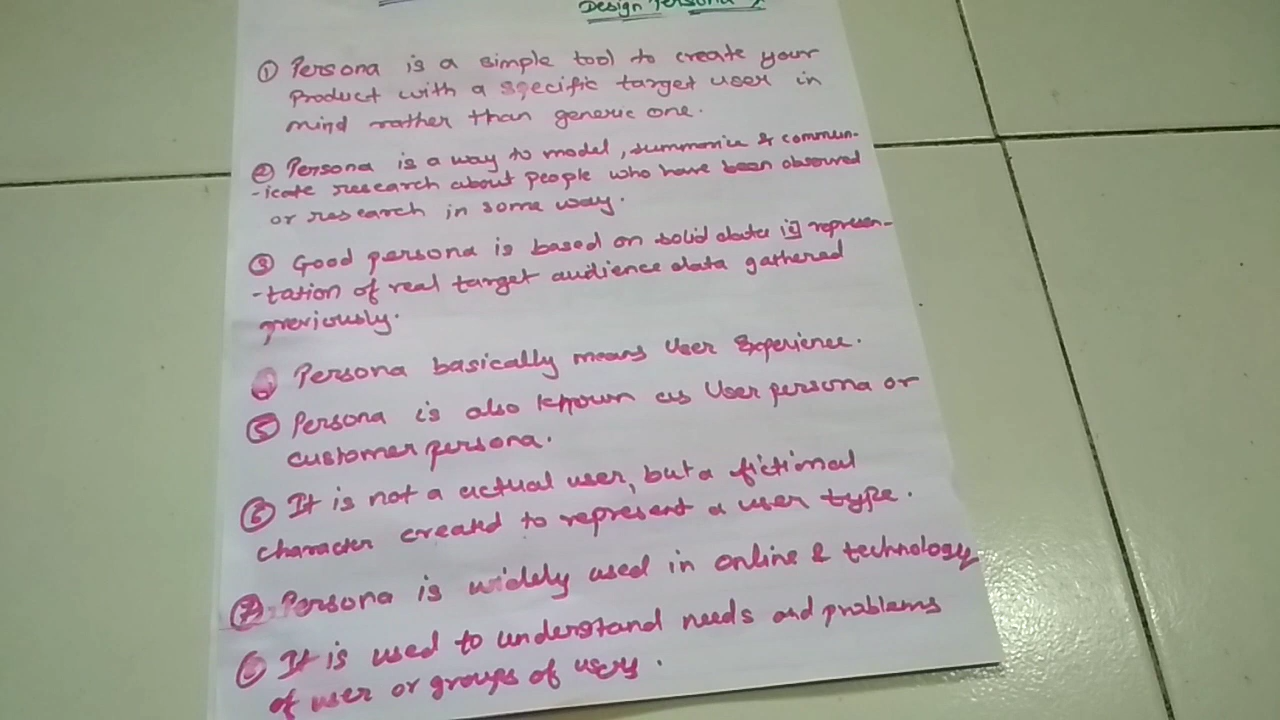 Design Persona
① Persona is a simple tool to create your
product with a specific target user in
mind rather than generic one.
② Persona is a way to model, summarize & commun-
-icate research about people who have been observed
or research in some way.
③ Good persona is based on solid data represen-
-tation of real target audience data gathered
previously.
Persona basically means User Experience.
⑤ Persona is also known as User persona or
customer persona.
⑥ It is not a actual user, but a fictional
character created to represent a user type.
⑦ Persona is widely used in online & technology
It is used to understand needs and problems
of user or groups of users.